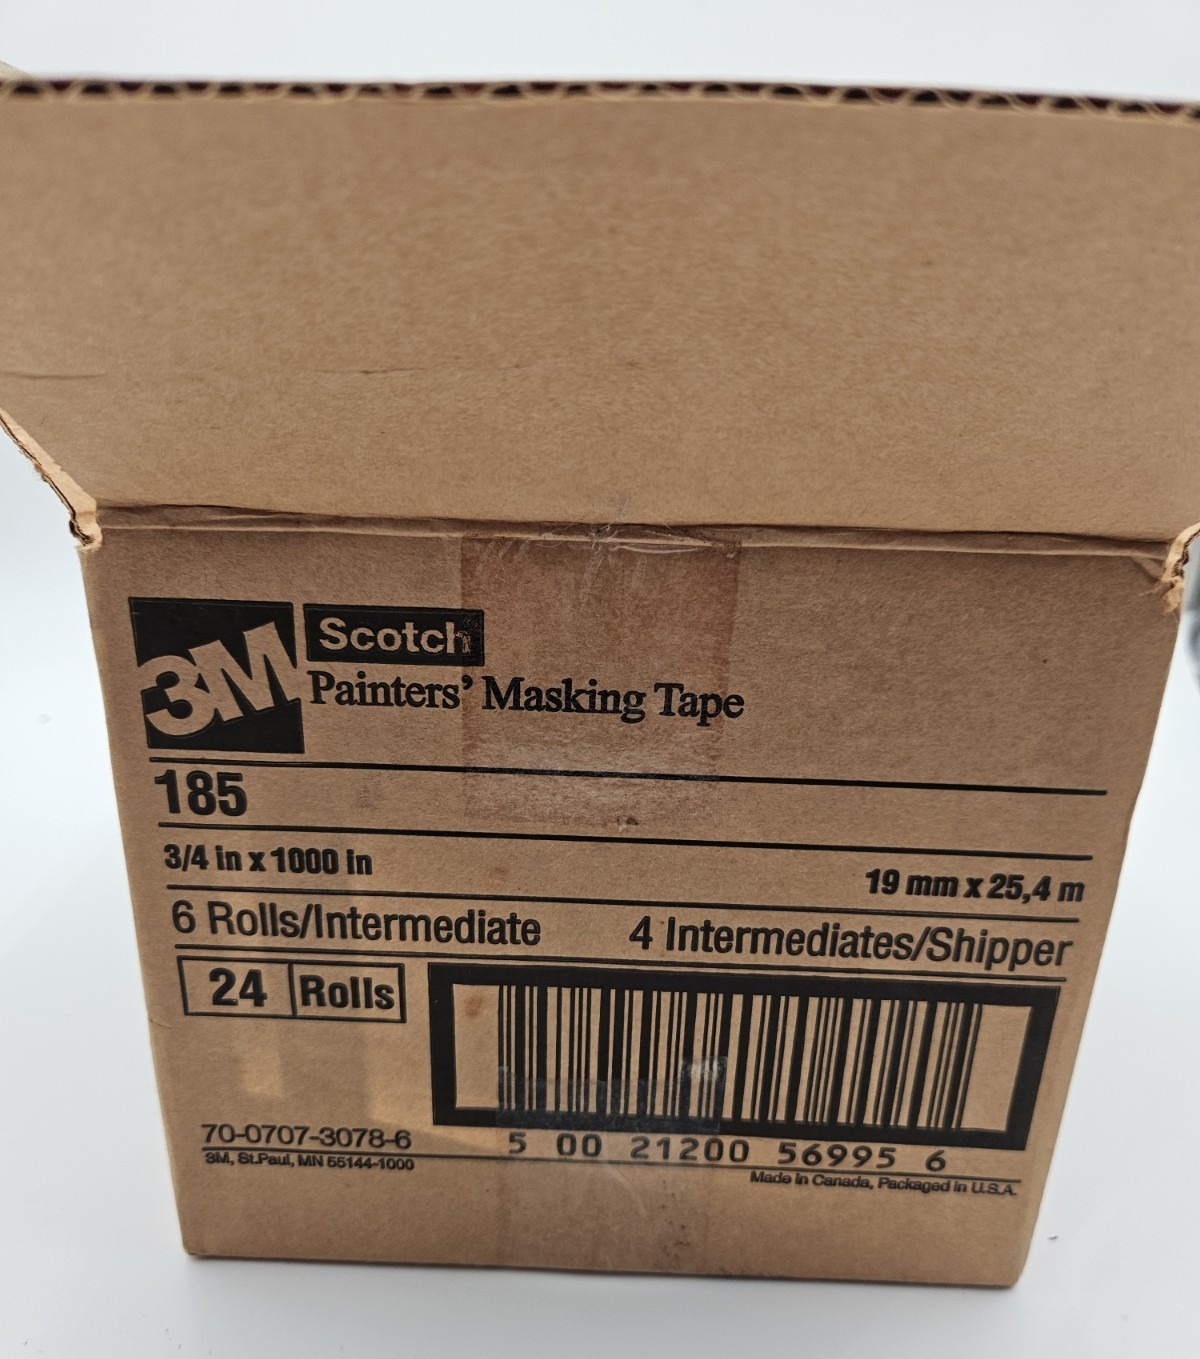 3M
Scotch
Painters' Masking Tape
185
3/4 in x 1000 in 19 mm x 25,4 m
6 Rolls/Intermediate 4 Intermediates/Shipper
24 Rolls
70-0707-3078-6
3M, St.Paul, MN 55144-1000
5 00 21200 56995 6
Made in Canada, Packaged in U.S.A.